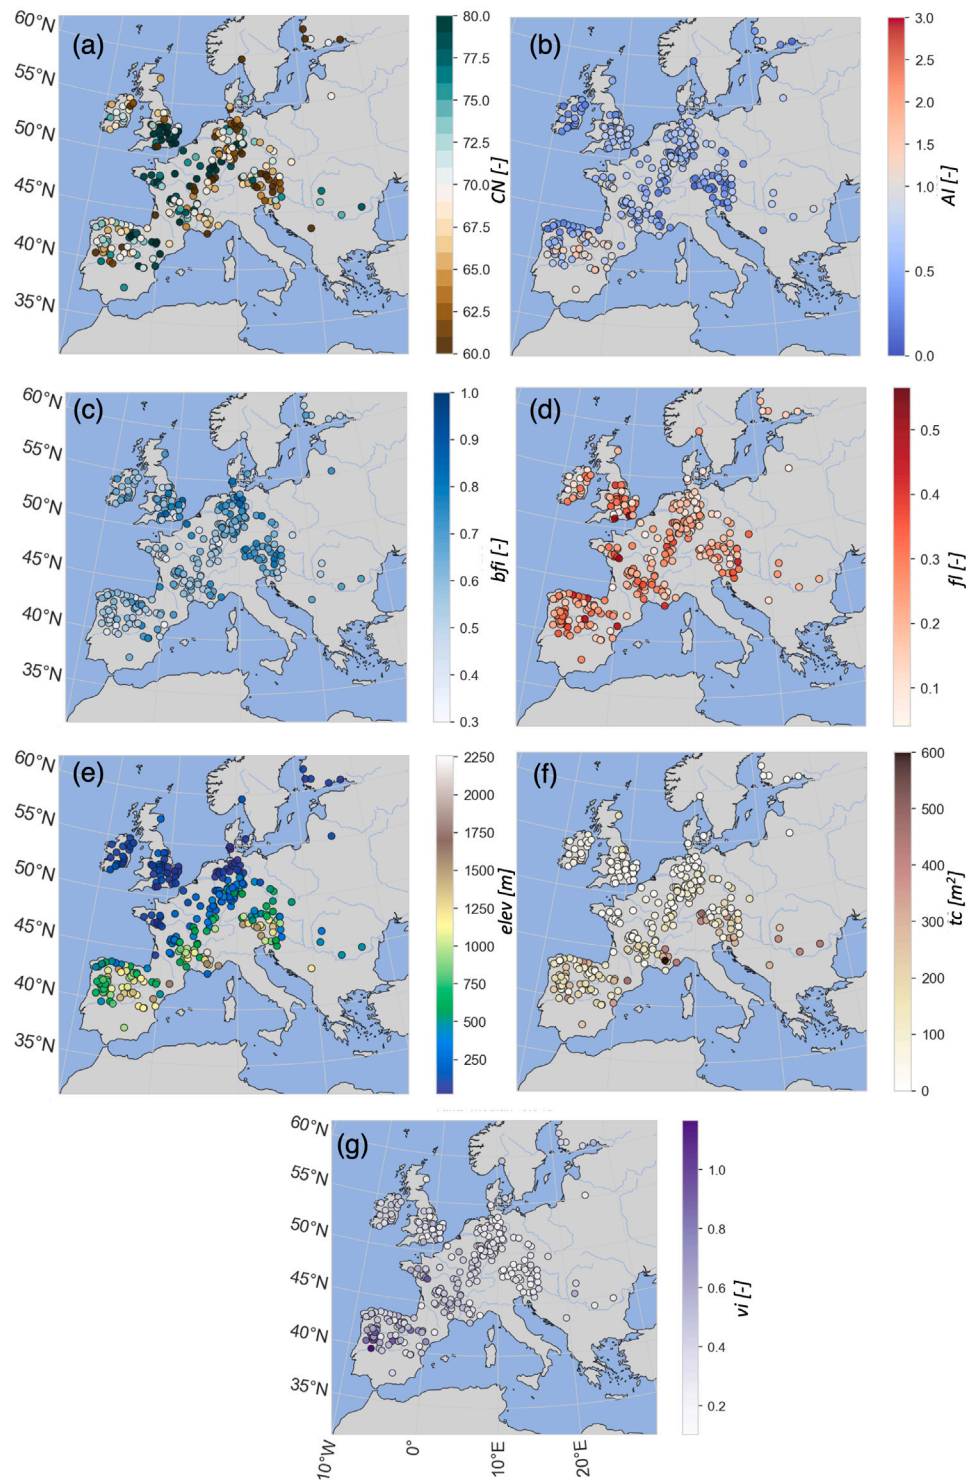 (a)
60°N
55°N
50°N
45°N
40°N
35°N
80.0
77.5
75.0
72.5
70.0
67.5
65.0
62.5
60.0
CN [-]
(b)
3.0
2.5
2.0
1.5
1.0
0.5
0.0
AI [-]
(c)
60°N
55°N
50°N
45°N
40°N
35°N
1.0
0.9
0.8
0.7
0.6
0.5
0.4
0.3
bfi [-]
(d)
0.5
0.4
0.3
0.2
0.1
fl [-]
(e)
60°N
55°N
50°N
45°N
40°N
35°N
2250
2000
1750
1500
1250
1000
750
500
250
elev [m]
(f)
600
500
400
300
200
100
0
tc [m²]
(g)
60°N
55°N
50°N
45°N
40°N
35°N
10°W
0°
10°E
20°E
1.0
0.8
0.6
0.4
0.2
vi [-]